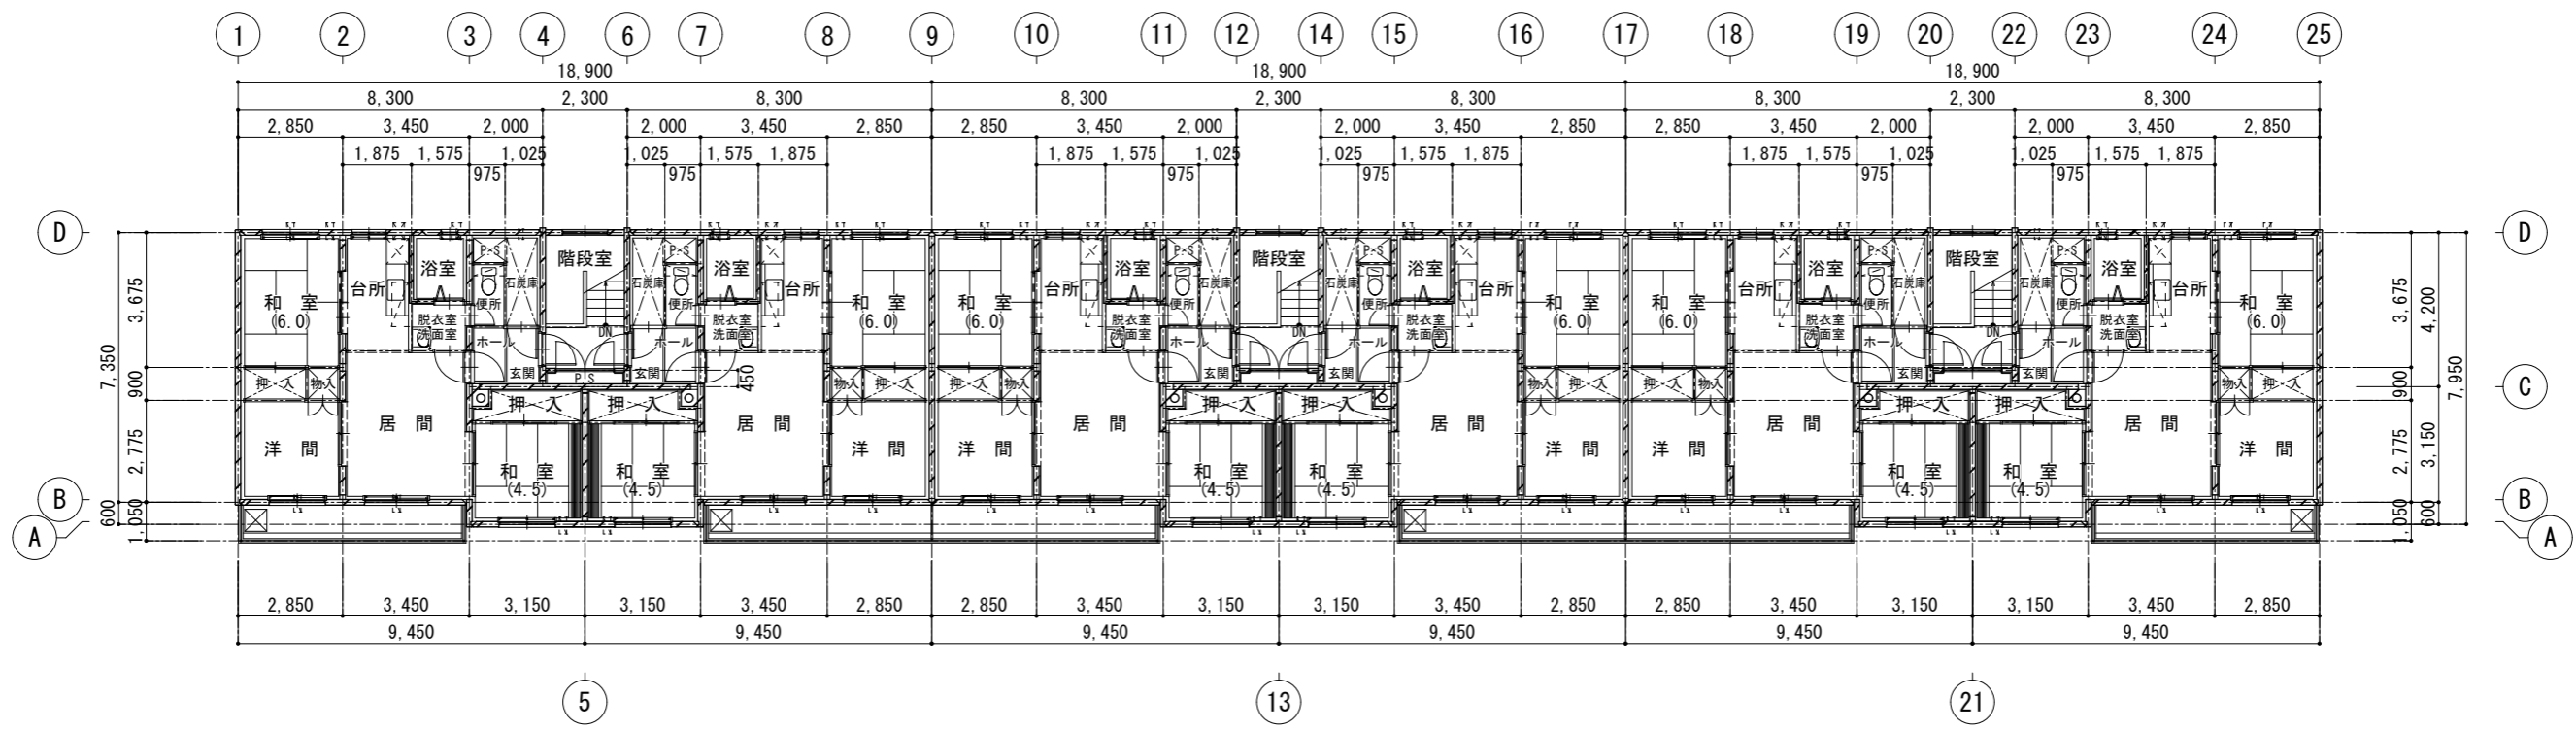 1 2 3 4 6 7 8 9 10 11 12 14 15 16 17 18 19 20 22 23 24 25
18,900 18,900 18,900
8,300 2,300 8,300 8,300 2,300 8,300 8,300 2,300 8,300
2,850 3,450 2,000 2,000 3,450 2,850 2,850 3,450 2,000 2,000 3,450 2,850 2,850 3,450 2,000 2,000 3,450 2,850
1,875 1,575 1,025 1,025 1,575 1,875 1,875 1,575 1,025 1,025 1,575 1,875 1,875 1,575 1,025 1,025 1,575 1,875
975 975 975 975 975 975
D D
P・S P・S P・S P・S P・S P・S
浴室 階段室 浴室 浴室 階段室 浴室 浴室 階段室 浴室
石炭庫 石炭庫 石炭庫 石炭庫 石炭庫 石炭庫
和室 台所 台所 和室 和室 台所 台所 和室 和室 台所 台所 和室
便所 便所 便所 便所 便所 便所
(6.0) (6.0) (6.0) (6.0) (6.0) (6.0)
脱衣室 脱衣室 脱衣室 脱衣室 脱衣室 脱衣室
洗面室 DN 洗面室 洗面室 DN 洗面室 洗面室 DN 洗面室
ホール ホール ホール ホール ホール ホール
3,675 3,675 4,200
7,350 7,950
玄関 P・S 玄関 玄関 玄関 玄関 玄関
450
900 押入 物入 物入 押入 押入 物入 物入 押入 押入 物入 物入 押入 900 C
押入 押入 押入 押入 押入 押入
洋間 居間 居間 洋間 洋間 居間 居間 洋間 洋間 居間 居間 洋間
2,775 2,775 3,150
和室 和室 和室 和室 和室 和室
(4.5) (4.5) (4.5) (4.5) (4.5) (4.5)
B B
600 1,050 1,050 600
A A
2,850 3,450 3,150 3,150 3,450 2,850 2,850 3,450 3,150 3,150 3,450 2,850 2,850 3,450 3,150 3,150 3,450 2,850
9,450 9,450 9,450 9,450 9,450 9,450
5 13 21